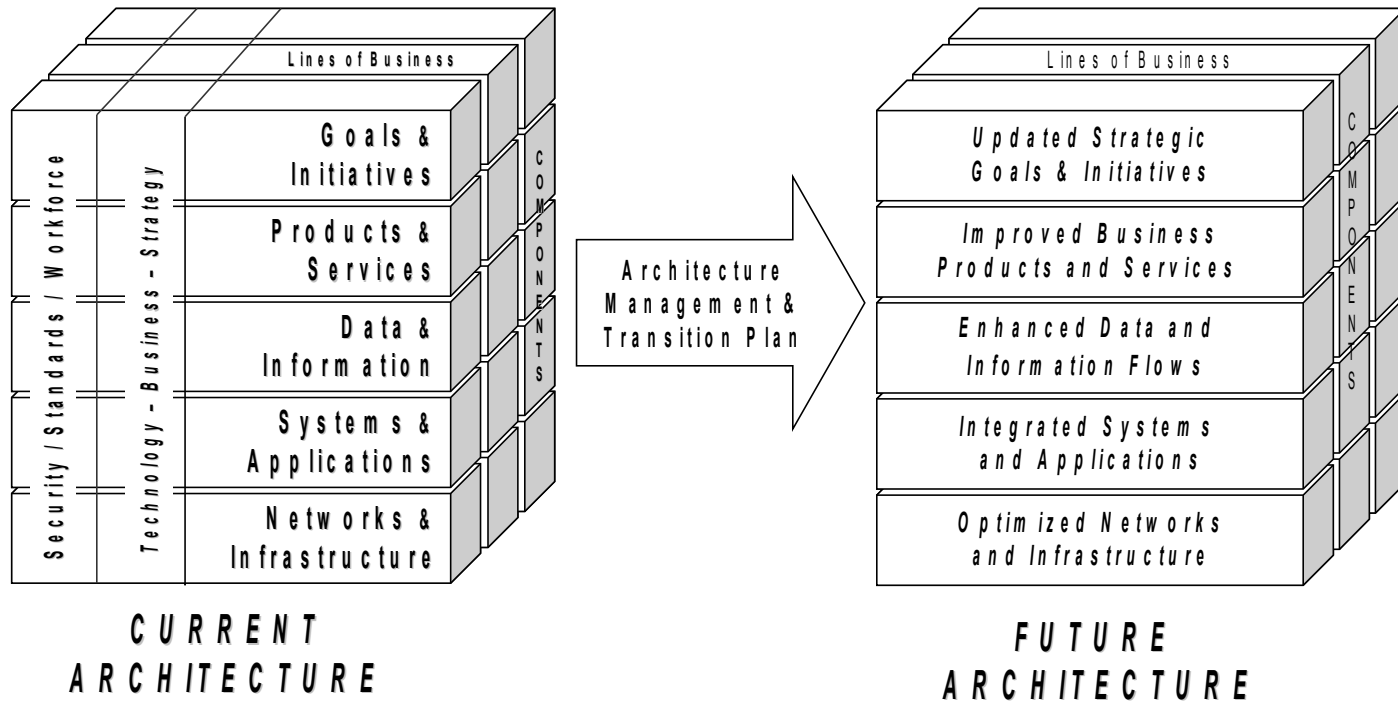 Lines of Business
Security / Standards / Workforce
Technology – Business – Strategy
Goals &
Initiatives
Products &
Services
Data &
Information
Systems &
Applications
Networks &
Infrastructure
COMPONENTS
CURRENT
ARCHITECTURE
Architecture
Management &
Transition Plan
Lines of Business
Updated Strategic
Goals & Initiatives
Improved Business
Products and Services
Enhanced Data and
Information Flows
Integrated Systems
and Applications
Optimized Networks
and Infrastructure
COMPONENTS
FUTURE
ARCHITECTURE